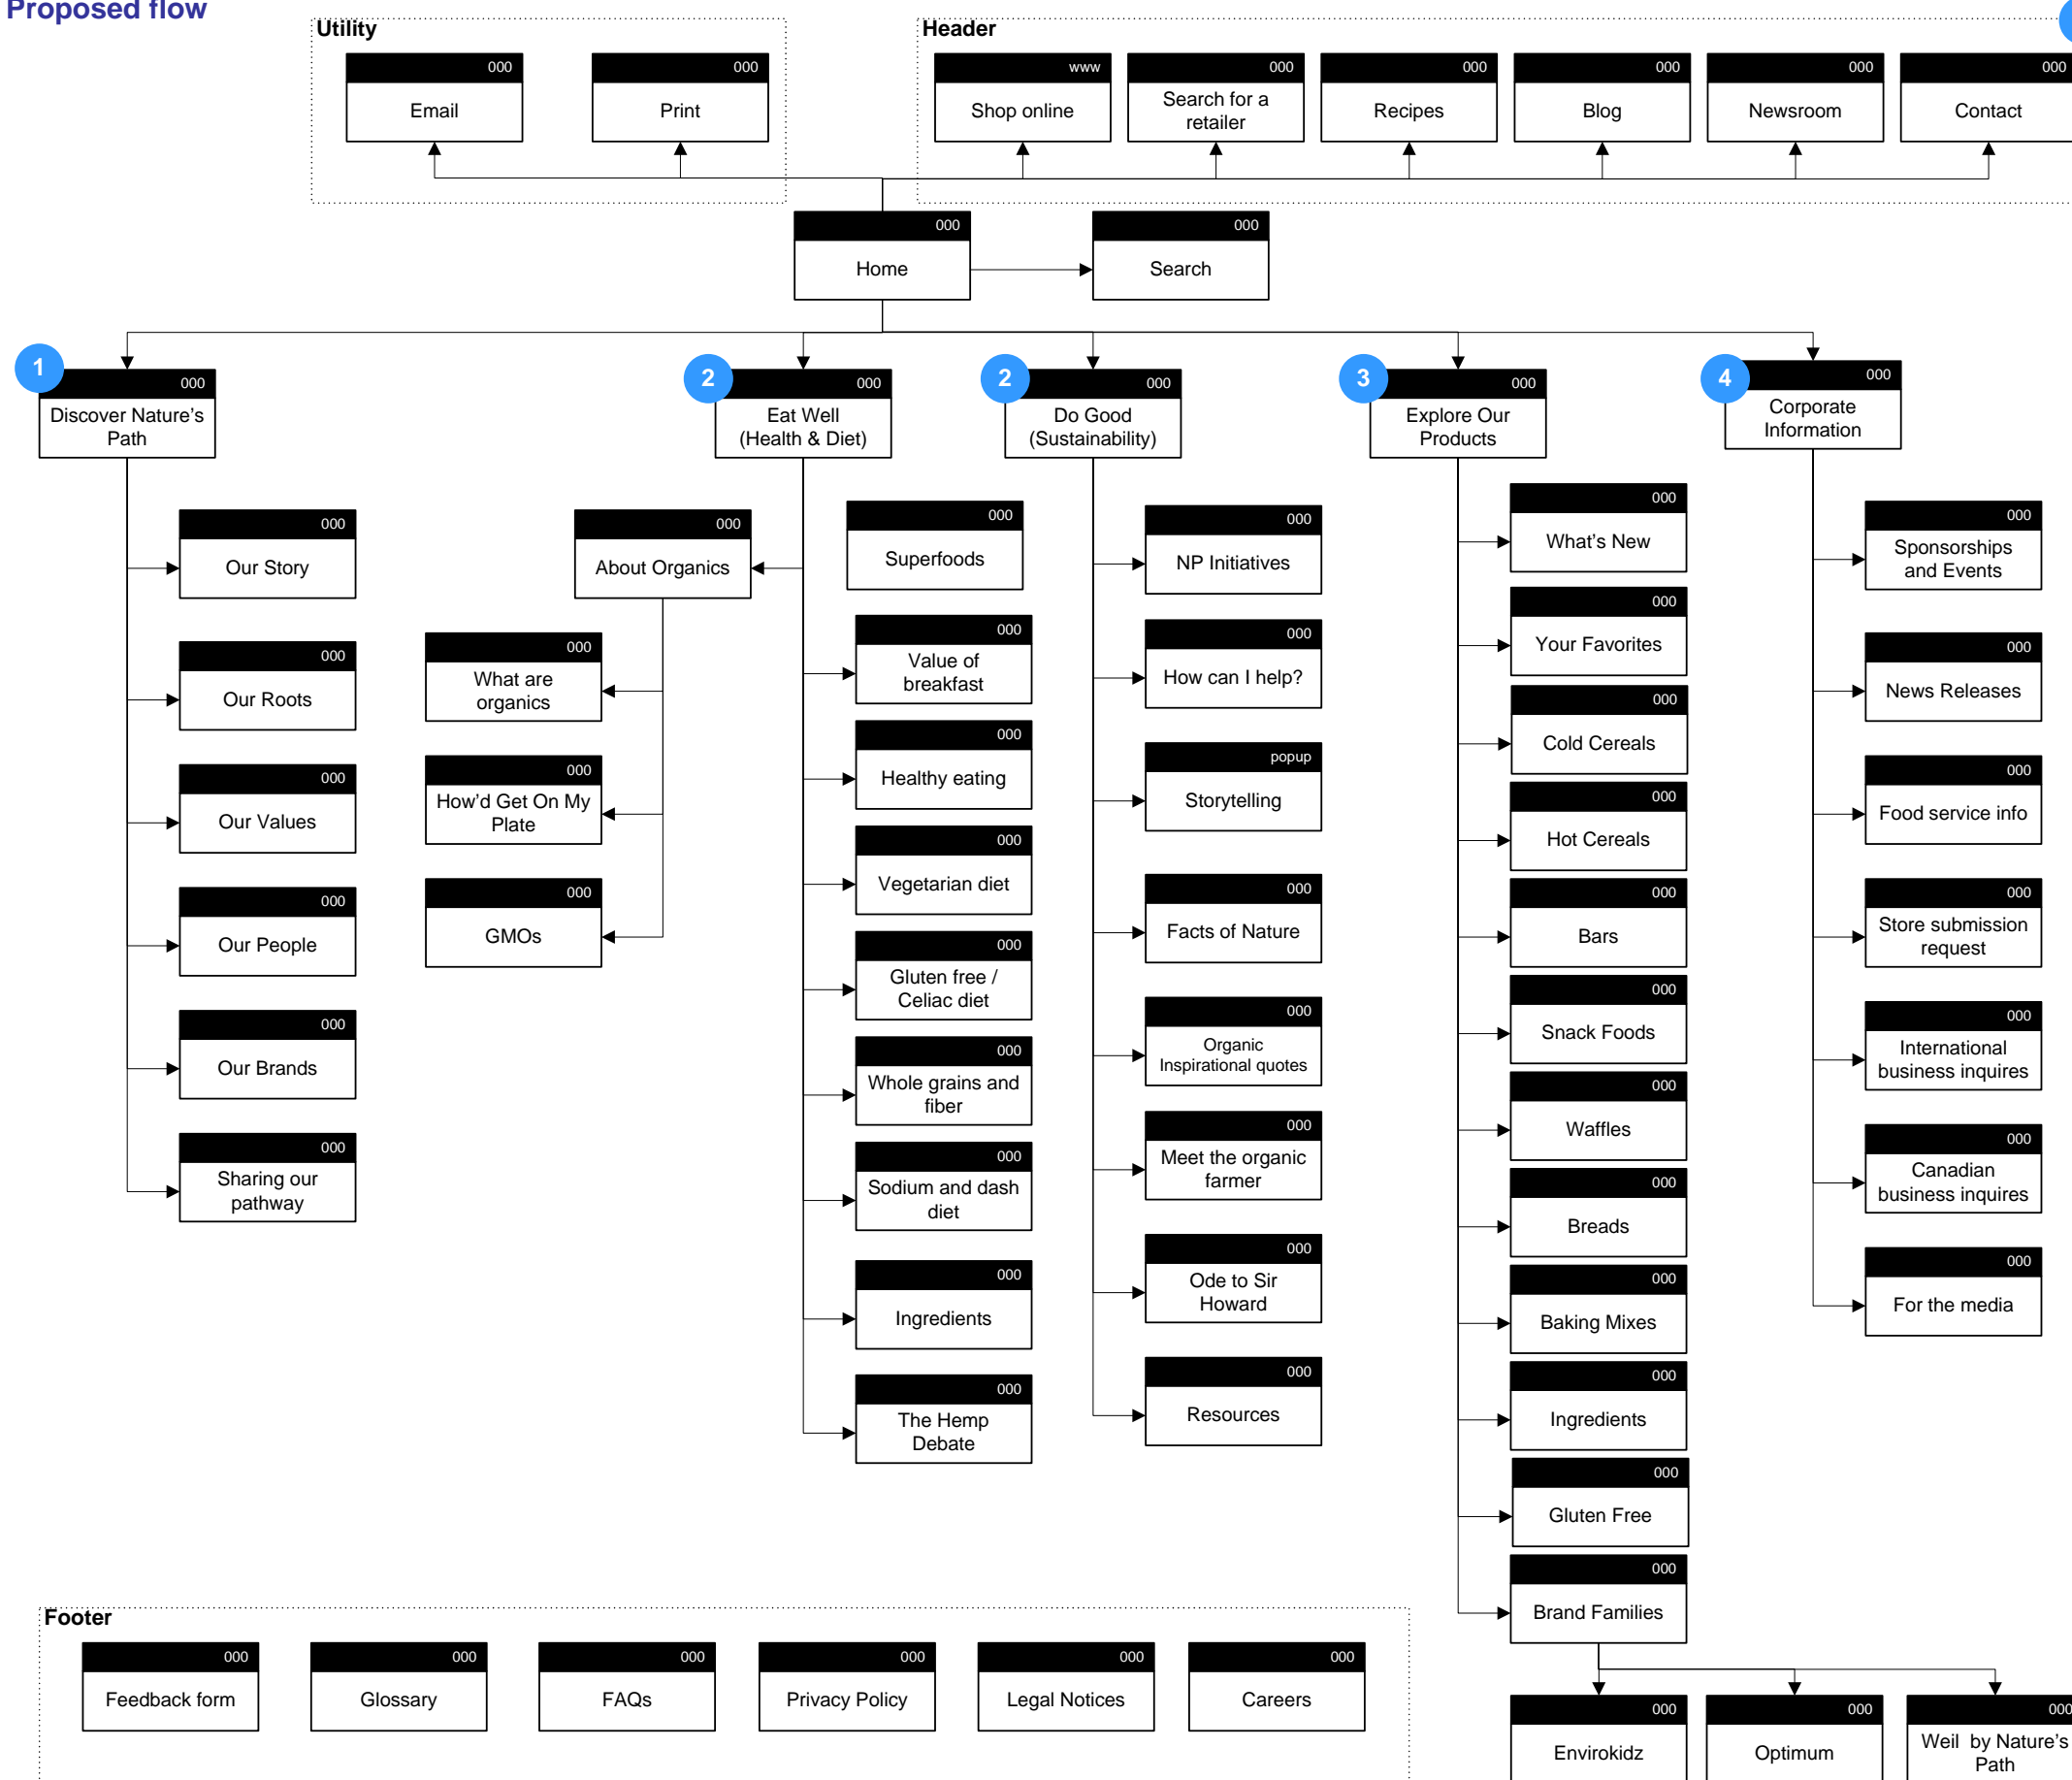 Proposed flow
Utility
Header
000
Email
000
Print
www
Shop online
000
Search for a
retailer
000
Recipes
000
Blog
000
Newsroom
000
Contact
000
Home
000
Search
1
000
Discover Nature's
Path
2
000
Eat Well
(Health & Diet)
2
000
Do Good
(Sustainability)
3
000
Explore Our
Products
4
000
Corporate
Information
000
Our Story
000
Our Roots
000
Our Values
000
Our People
000
Our Brands
000
Sharing our
pathway
000
About Organics
000
What are
organics
000
How'd Get On My
Plate
000
GMOs
000
Superfoods
000
Value of
breakfast
000
Healthy eating
000
Vegetarian diet
000
Gluten free /
Celiac diet
000
Whole grains and
fiber
000
Sodium and dash
diet
000
Ingredients
000
The Hemp
Debate
000
NP Initiatives
000
How can I help?
popup
Storytelling
000
Facts of Nature
000
Organic
Inspirational quotes
000
Meet the organic
farmer
000
Ode to Sir
Howard
000
Resources
000
What's New
000
Your Favorites
000
Cold Cereals
000
Hot Cereals
000
Bars
000
Snack Foods
000
Waffles
000
Breads
000
Baking Mixes
000
Ingredients
000
Gluten Free
000
Brand Families
000
Envirokidz
000
Optimum
000
Weil by Nature's
Path
000
Sponsorships
and Events
000
News Releases
000
Food service info
000
Store submission
request
000
International
business inquires
000
Canadian
business inquires
000
For the media
Footer
000
Feedback form
000
Glossary
000
FAQs
000
Privacy Policy
000
Legal Notices
000
Careers